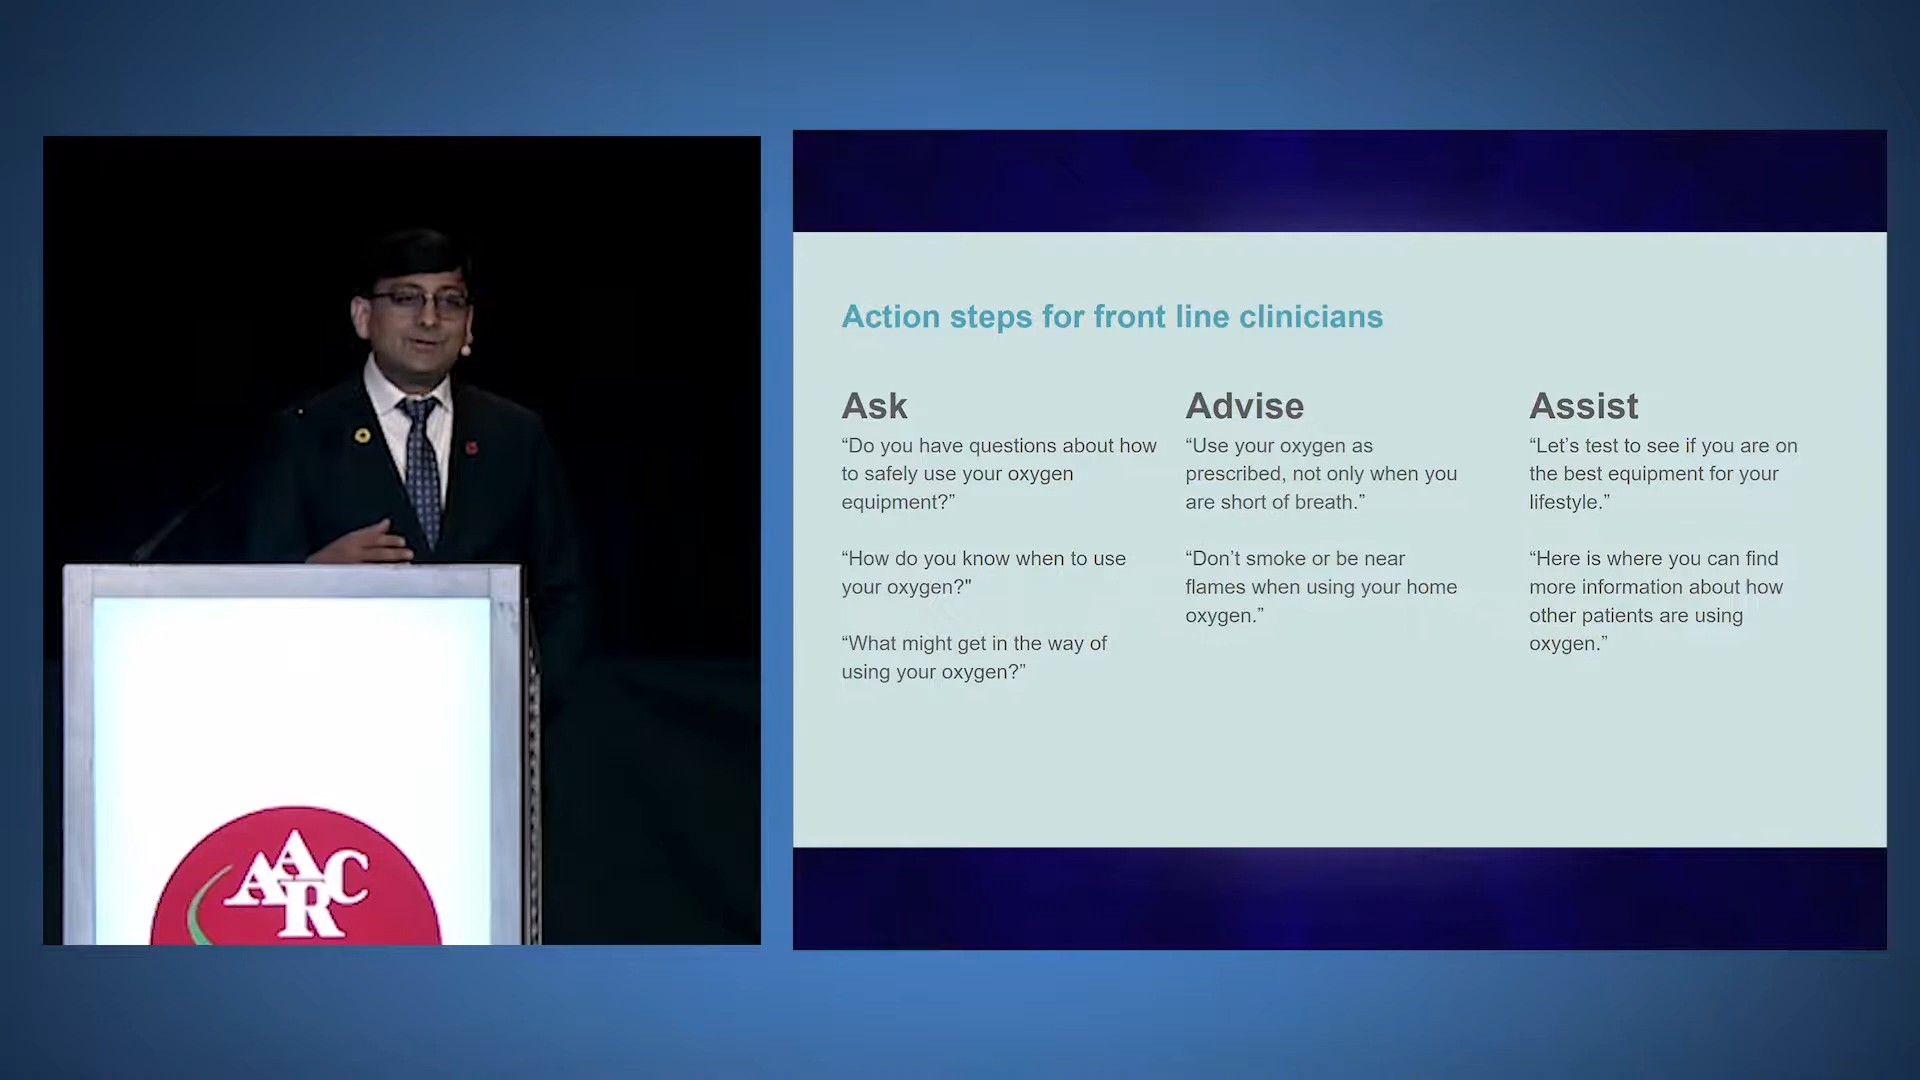 Action steps for front line clinicians
Ask
“Do you have questions about how
to safely use your oxygen
equipment?”
“How do you know when to use
your oxygen?"
“What might get in the way of
using your oxygen?”
Advise
“Use your oxygen as
prescribed, not only when you
are short of breath.”
“Don’t smoke or be near
flames when using your home
oxygen.”
Assist
“Let’s test to see if you are on
the best equipment for your
lifestyle.”
“Here is where you can find
more information about how
other patients are using
oxygen.”
AARC